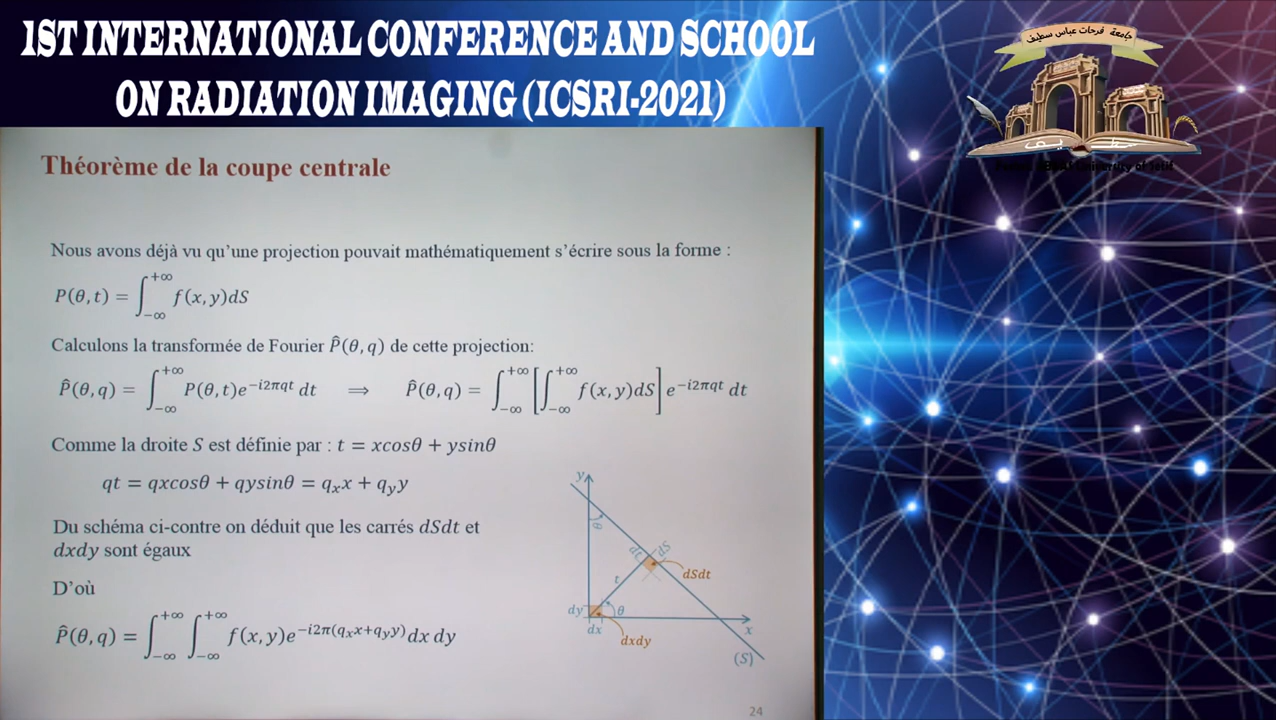 1ST INTERNATIONAL CONFERENCE AND SCHOOL
ON RADIATION IMAGING (ICSRI-2021)
جامعة فرحات عباس سطيف
Théorème de la coupe centrale
Nous avons déjà vu qu'une projection pouvait mathématiquement s'écrire sous la forme :
P(θ, t) = ∫_{−∞}^{+∞} f(x, y)dS
Calculons la transformée de Fourier P̂(θ, q) de cette projection:
P̂(θ, q) = ∫_{−∞}^{+∞} P(θ, t)e^{−i2πqt} dt ⟹ P̂(θ, q) = ∫_{−∞}^{+∞} [∫_{−∞}^{+∞} f(x, y)dS] e^{−i2πqt} dt
Comme la droite S est définie par : t = xcosθ + ysinθ
qt = qxcosθ + qysinθ = q_x x + q_y y
Du schéma ci-contre on déduit que les carrés dSdt et
dxdy sont égaux
D'où
P̂(θ, q) = ∫_{−∞}^{+∞} ∫_{−∞}^{+∞} f(x, y)e^{−i2π(q_x x+q_y y)} dx dy
y
θ
dt
dS
dSdt
t
dy
θ
dx
x
dxdy
(S)
24